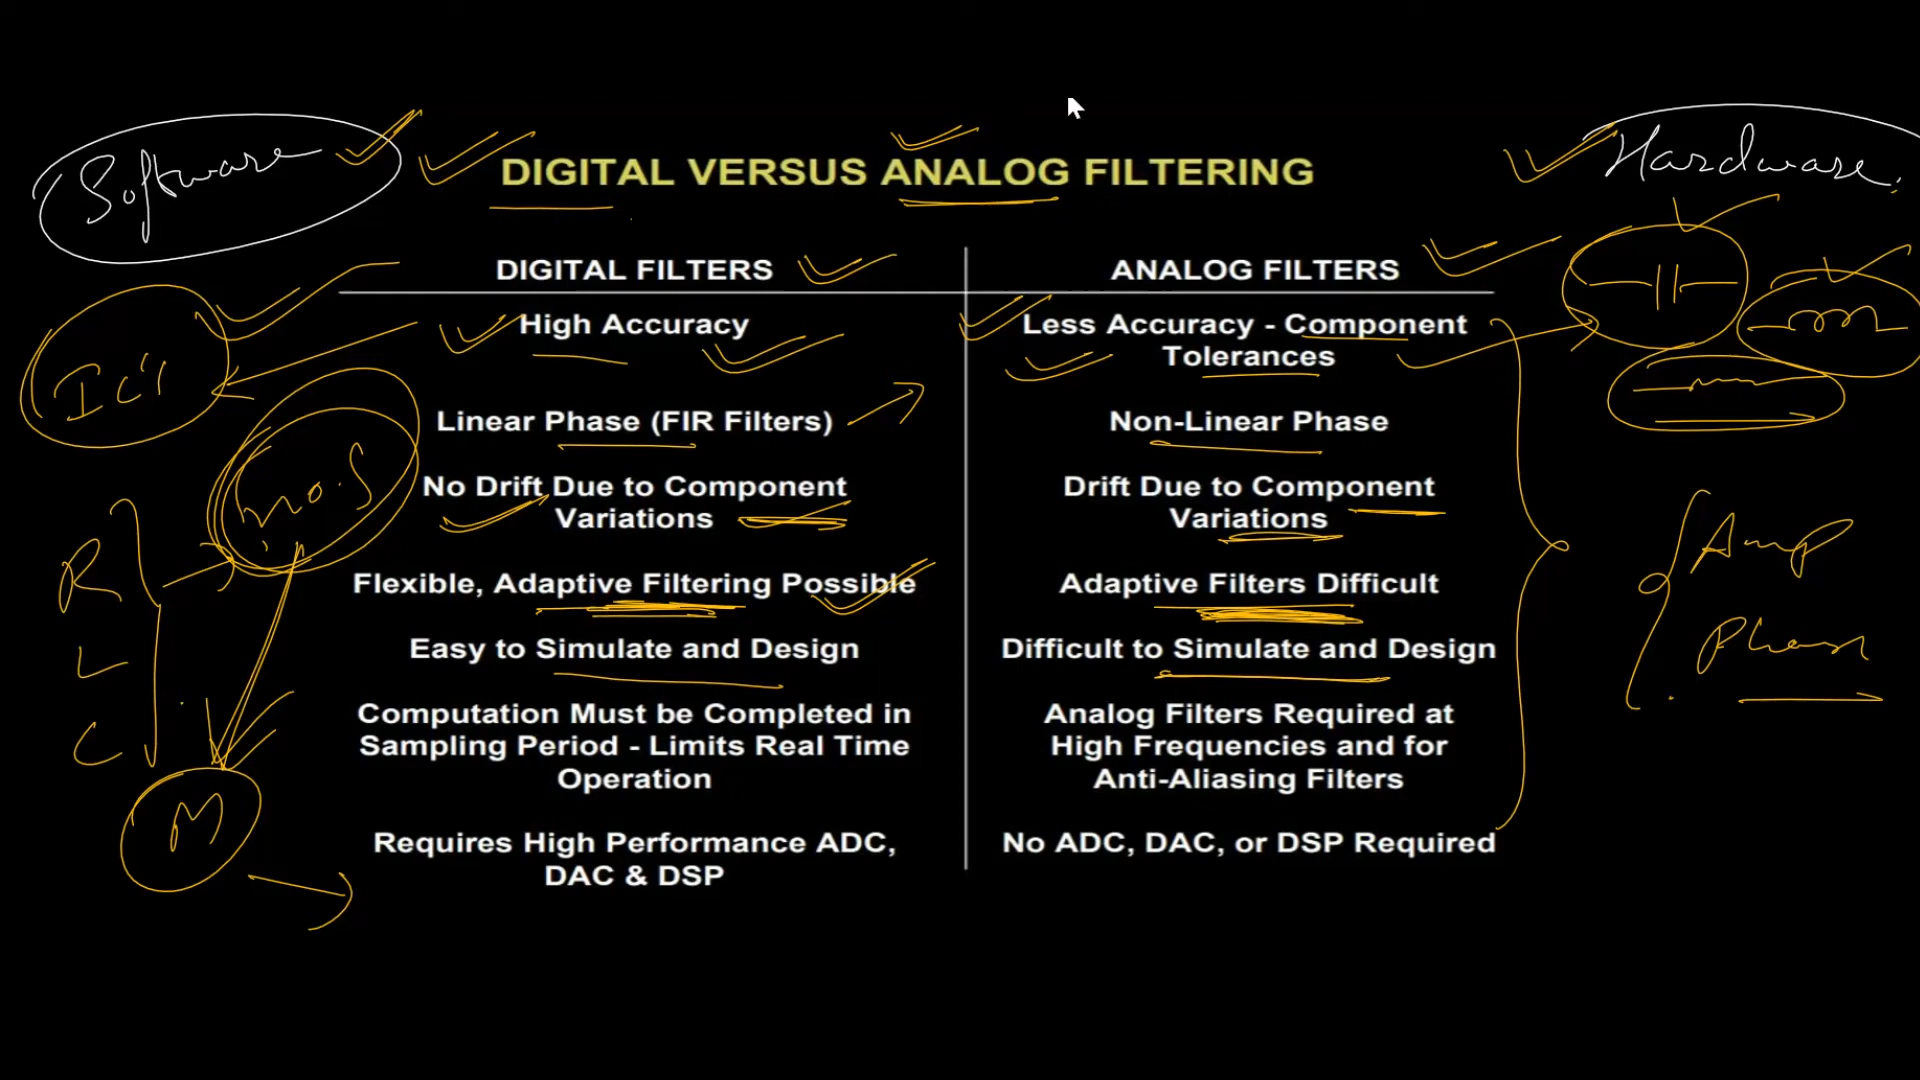 Software
DIGITAL VERSUS ANALOG FILTERING
Hardware
DIGITAL FILTERS
ANALOG FILTERS
High Accuracy
Less Accuracy - Component
Tolerances
Linear Phase (FIR Filters)
Non-Linear Phase
No Drift Due to Component
Variations
Drift Due to Component
Variations
Flexible, Adaptive Filtering Possible
Adaptive Filters Difficult
Easy to Simulate and Design
Difficult to Simulate and Design
Computation Must be Completed in
Sampling Period - Limits Real Time
Operation
Analog Filters Required at
High Frequencies and for
Anti-Aliasing Filters
Requires High Performance ADC,
DAC & DSP
No ADC, DAC, or DSP Required
IC's
R
L
C
M
Amp
Phase